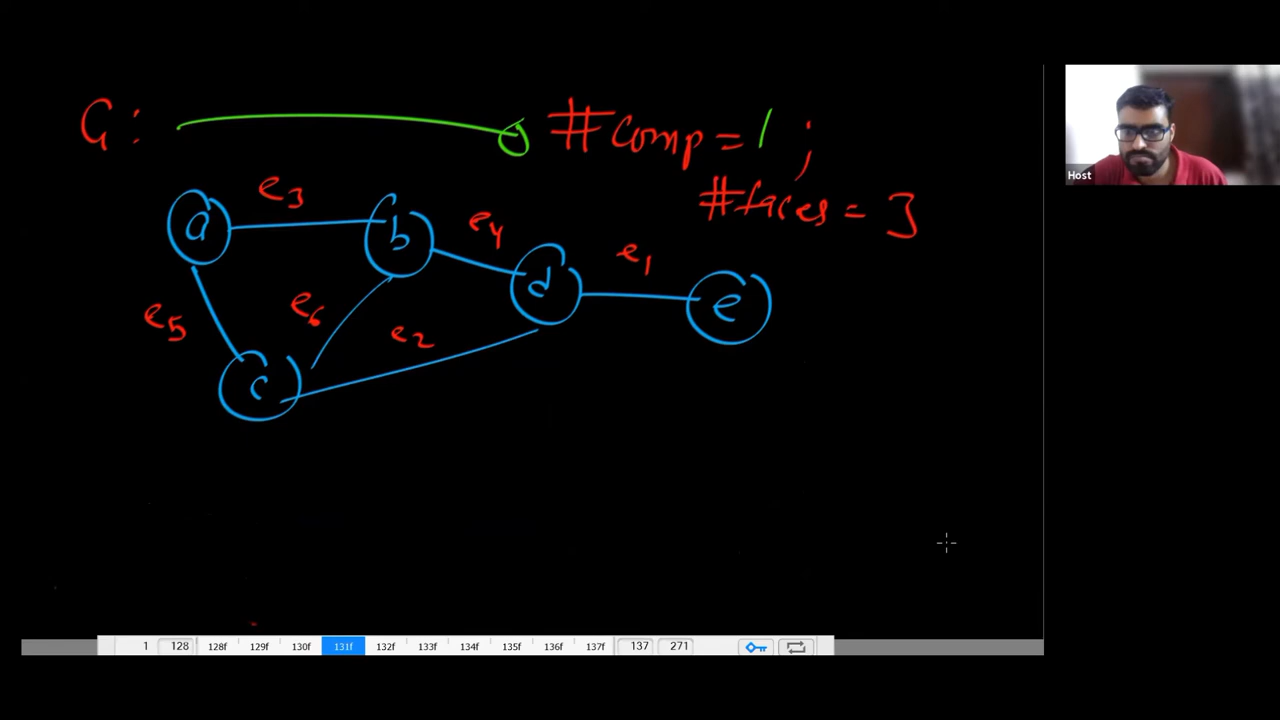 G: #comp = 1 ;
#faces = 3
e3
e4
e1
a
b
d
e
e5
e6
e2
c
Host
1 128 128f 129f 130f 131f 132f 133f 134f 135f 136f 137f 137 271